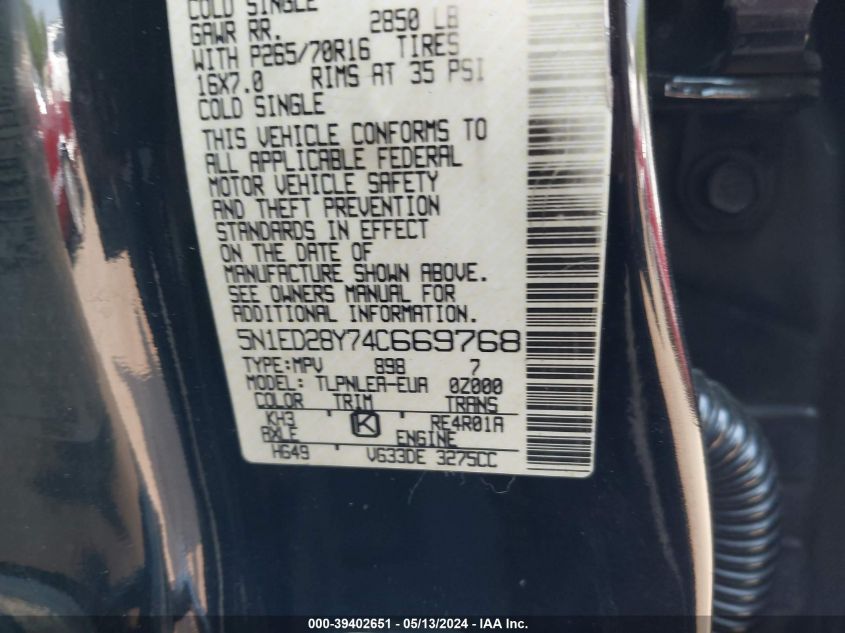 COLD SINGLE
GAWR RR. 2850 LB
WITH P265/70R16 TIRES
16X7.0 RIMS AT 35 PSI
COLD SINGLE
THIS VEHICLE CONFORMS TO
ALL APPLICABLE FEDERAL
MOTOR VEHICLE SAFETY
AND THEFT PREVENTION
STANDARDS IN EFFECT
ON THE DATE OF
MANUFACTURE SHOWN ABOVE.
SEE OWNERS MANUAL FOR
ADDITIONAL INFORMATION.
5N1ED28Y74C669768
TYPE:MPV 898 7
MODEL: TLPNLEA-EUA 0Z000
COLOR TRIM TRANS
KH3 K RE4R01A
AXLE ENGINE
HG49 VG33DE 3275CC
000-39402651 - 05/13/2024 - IAA Inc.